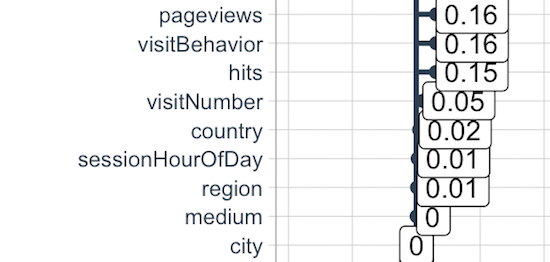 pageviews 0.16
visitBehavior 0.16
hits 0.15
visitNumber 0.05
country 0.02
sessionHourOfDay 0.01
region 0.01
medium 0
city 0